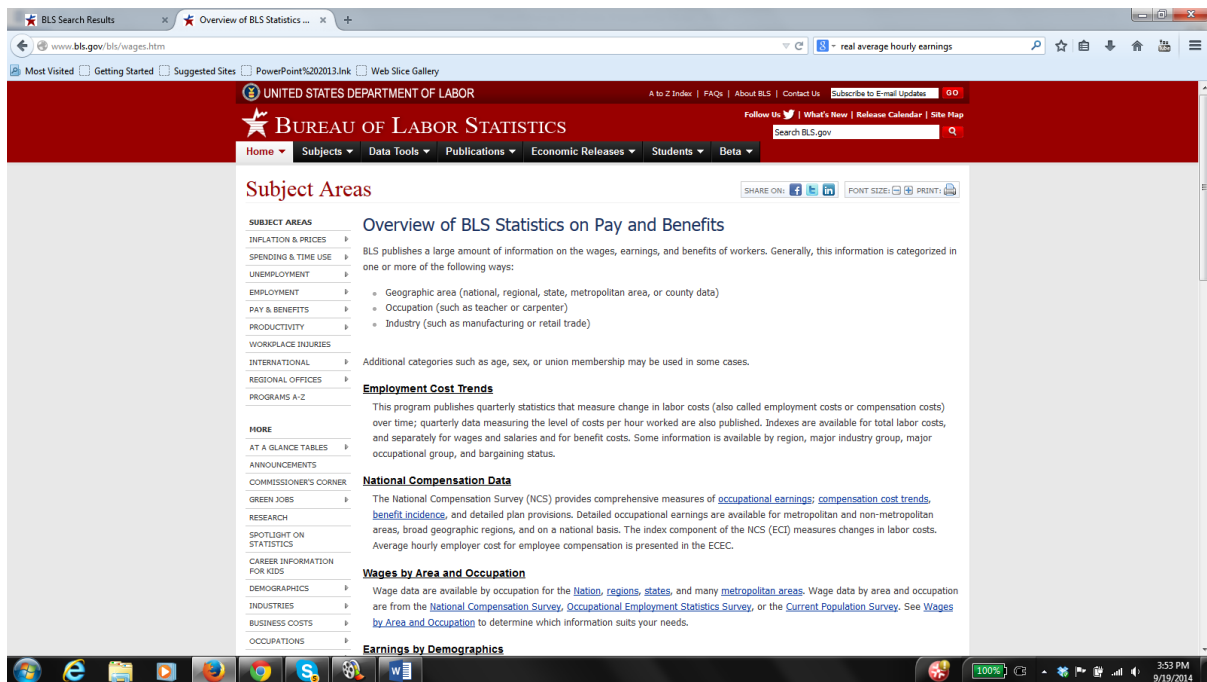 BLS Search Results
Overview of BLS Statistics ...
www.bls.gov/bls/wages.htm
real average hourly earnings
Most Visited Getting Started Suggested Sites PowerPoint%202013.lnk Web Slice Gallery
UNITED STATES DEPARTMENT OF LABOR
A to Z Index | FAQs | About BLS | Contact Us Subscribe to E-mail Updates GO
Follow Us | What's New | Release Calendar | Site Map
BUREAU OF LABOR STATISTICS
Search BLS.gov
Home Subjects Data Tools Publications Economic Releases Students Beta
Subject Areas
SHARE ON: FONT SIZE: PRINT:
SUBJECT AREAS
INFLATION & PRICES
SPENDING & TIME USE
UNEMPLOYMENT
EMPLOYMENT
PAY & BENEFITS
PRODUCTIVITY
WORKPLACE INJURIES
INTERNATIONAL
REGIONAL OFFICES
PROGRAMS A-Z
MORE
AT A GLANCE TABLES
ANNOUNCEMENTS
COMMISSIONER'S CORNER
GREEN JOBS
RESEARCH
SPOTLIGHT ON
STATISTICS
CAREER INFORMATION
FOR KIDS
DEMOGRAPHICS
INDUSTRIES
BUSINESS COSTS
OCCUPATIONS
Overview of BLS Statistics on Pay and Benefits
BLS publishes a large amount of information on the wages, earnings, and benefits of workers. Generally, this information is categorized in
one or more of the following ways:
Geographic area (national, regional, state, metropolitan area, or county data)
Occupation (such as teacher or carpenter)
Industry (such as manufacturing or retail trade)
Additional categories such as age, sex, or union membership may be used in some cases.
Employment Cost Trends
This program publishes quarterly statistics that measure change in labor costs (also called employment costs or compensation costs)
over time; quarterly data measuring the level of costs per hour worked are also published. Indexes are available for total labor costs,
and separately for wages and salaries and for benefit costs. Some information is available by region, major industry group, major
occupational group, and bargaining status.
National Compensation Data
The National Compensation Survey (NCS) provides comprehensive measures of occupational earnings; compensation cost trends,
benefit incidence, and detailed plan provisions. Detailed occupational earnings are available for metropolitan and non-metropolitan
areas, broad geographic regions, and on a national basis. The index component of the NCS (ECI) measures changes in labor costs.
Average hourly employer cost for employee compensation is presented in the ECEC.
Wages by Area and Occupation
Wage data are available by occupation for the Nation, regions, states, and many metropolitan areas. Wage data by area and occupation
are from the National Compensation Survey, Occupational Employment Statistics Survey, or the Current Population Survey. See Wages
by Area and Occupation to determine which information suits your needs.
Earnings by Demographics
100%
3:53 PM
9/19/2014